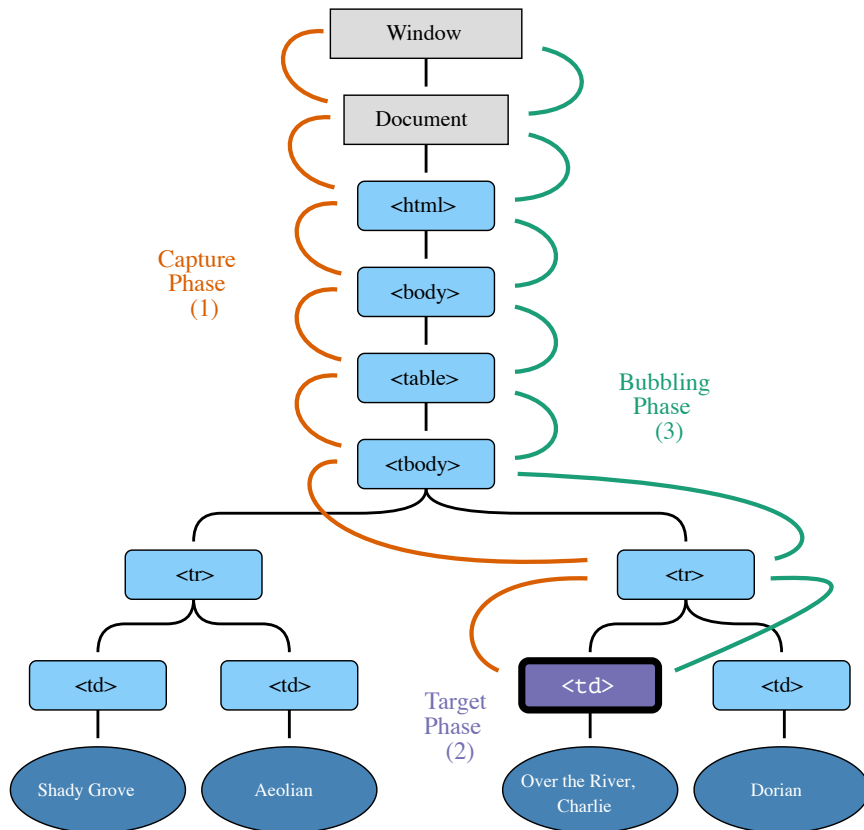 Window
Document
<html>
Capture
Phase
(1)
<body>
<table>
Bubbling
Phase
(3)
<tbody>
<tr>
<tr>
<td>
<td>
<td>
<td>
Target
Phase
(2)
Shady Grove
Aeolian
Over the River,
Charlie
Dorian